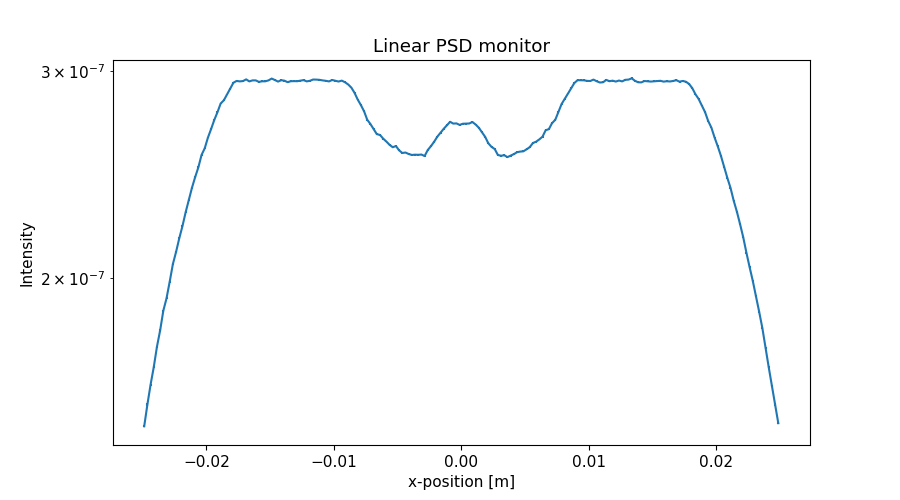 Linear PSD monitor
Intensity
3 × 10⁻⁷
2 × 10⁻⁷
−0.02 −0.01 0.00 0.01 0.02
x-position [m]